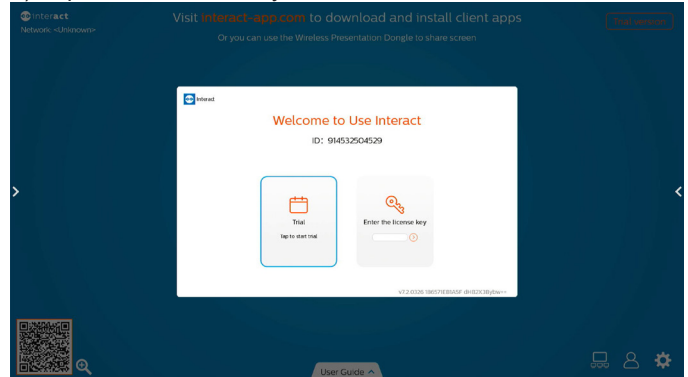 Interact
Network: <Unknown>
Visit interact-app.com to download and install client apps
Or you can use the Wireless Presentation Dongle to share screen
Trial version
Interact
Welcome to Use Interact
ID: 914532504529
Trial
Tap to start trial
Enter the license key
User Guide